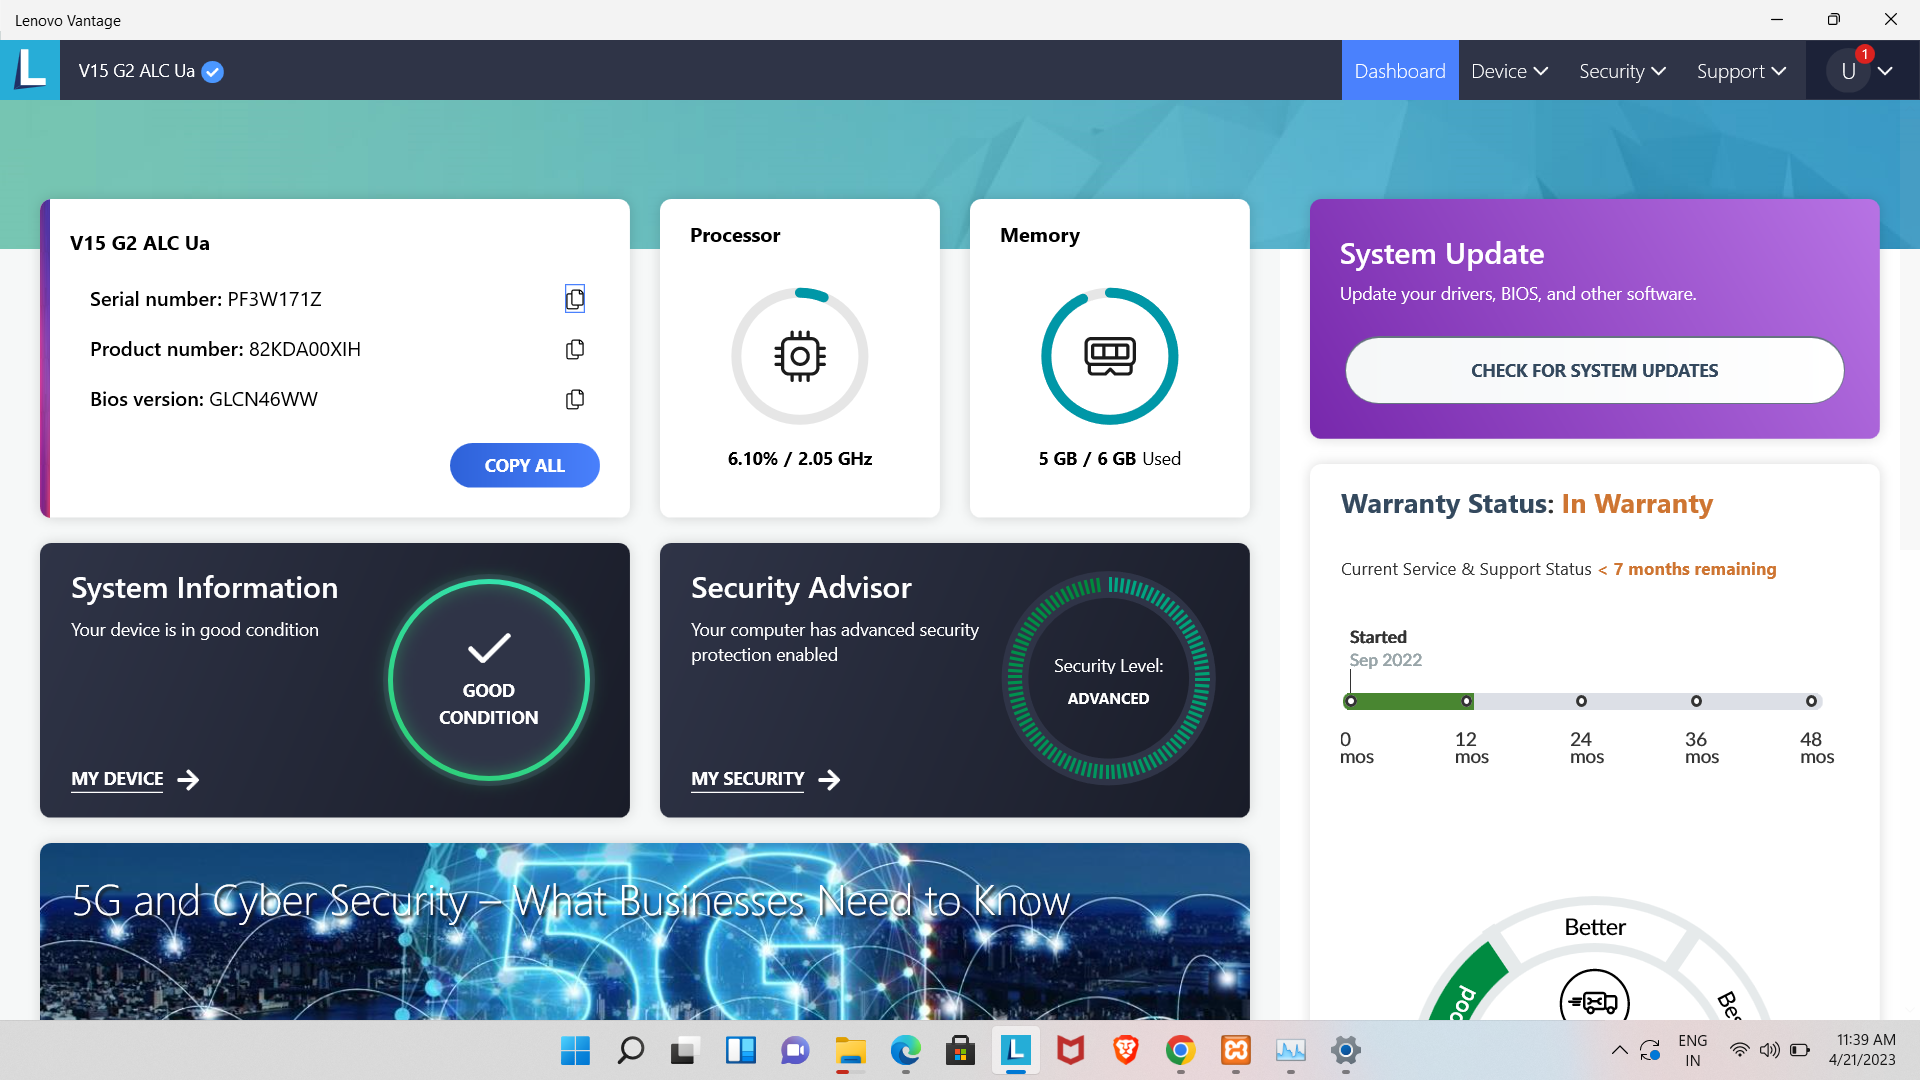 Lenovo Vantage
V15 G2 ALC Ua
Dashboard
Device
Security
Support
U
1
V15 G2 ALC Ua
Serial number: PF3W171Z
Product number: 82KDA00XIH
Bios version: GLCN46WW
COPY ALL
Processor
6.10% / 2.05 GHz
Memory
5 GB / 6 GB Used
System Update
Update your drivers, BIOS, and other software.
CHECK FOR SYSTEM UPDATES
Warranty Status: In Warranty
Current Service & Support Status < 7 months remaining
Started
Sep 2022
0 12 24 36 48
mos mos mos mos mos
System Information
Your device is in good condition
GOOD
CONDITION
MY DEVICE
Security Advisor
Your computer has advanced security
protection enabled
Security Level:
ADVANCED
MY SECURITY
5G and Cyber Security – What Businesses Need to Know
5G
Better
ENG
IN
11:39 AM
4/21/2023